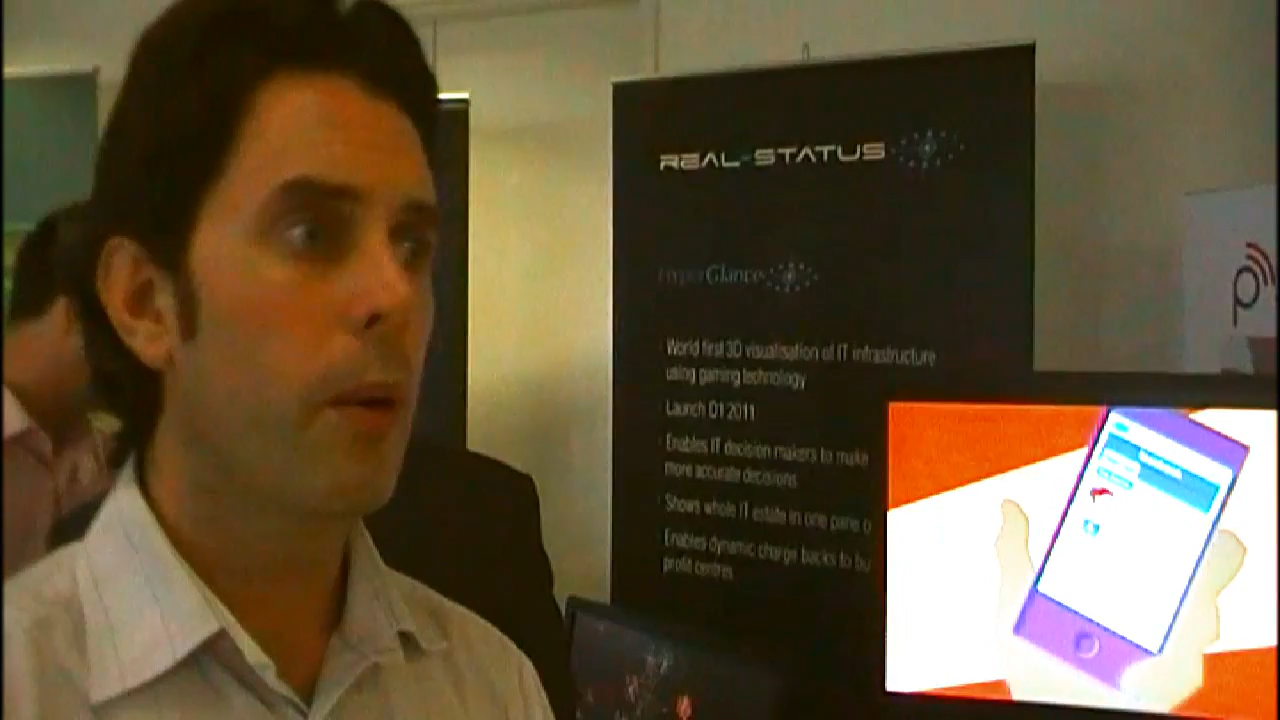 REAL-STATUS
HyperGlance
World first 3D visualisation of IT infrastructure
using gaming technology
Launch Q1 2011
Enables IT decision makers to make
more accurate decisions
Shows whole IT estate in one pane o
Enables dynamic charge backs to bu
profit centres
p